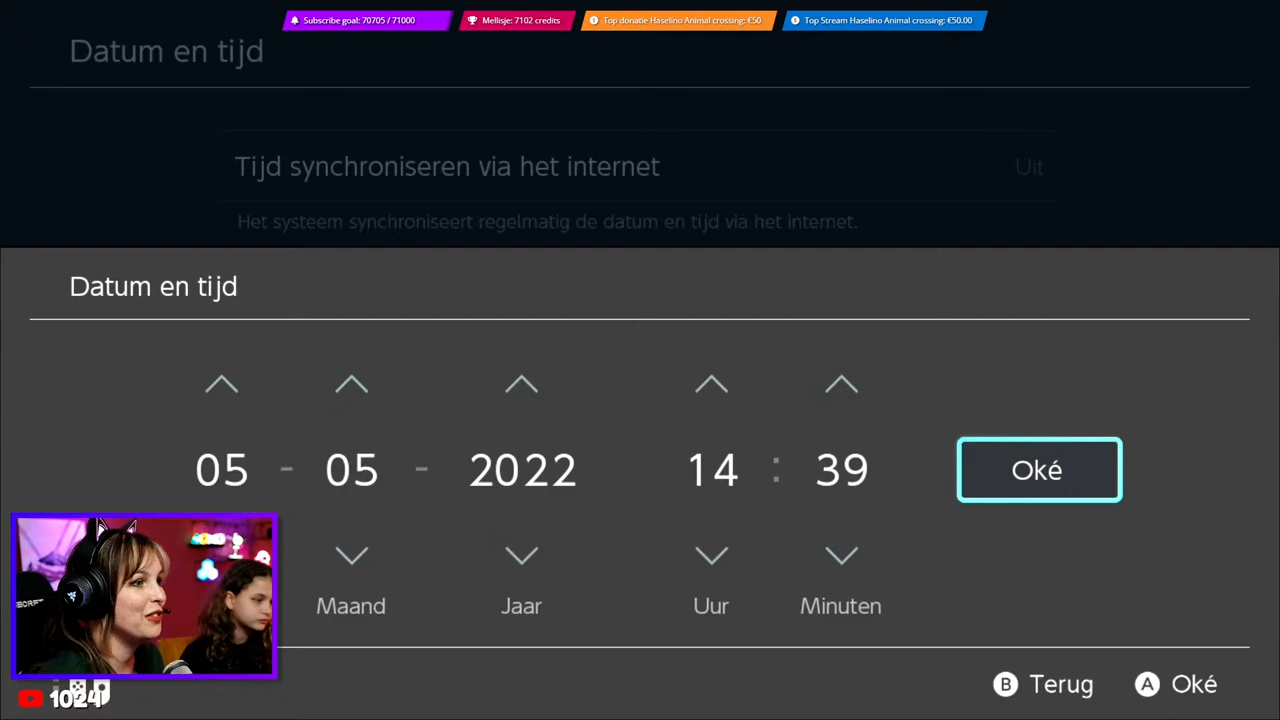 Subscribe goal: 70705 / 71000
Mellisje: 7102 credits
Top donatie Haselino Animal crossing: €50
Top Stream Haselino Animal crossing: €50.00
Datum en tijd
Tijd synchroniseren via het internet
Uit
Het systeem synchroniseert regelmatig de datum en tijd via het internet.
Datum en tijd
05 - 05 - 2022 14 : 39
Oké
Maand
Jaar
Uur
Minuten
1024
B Terug
A Oké